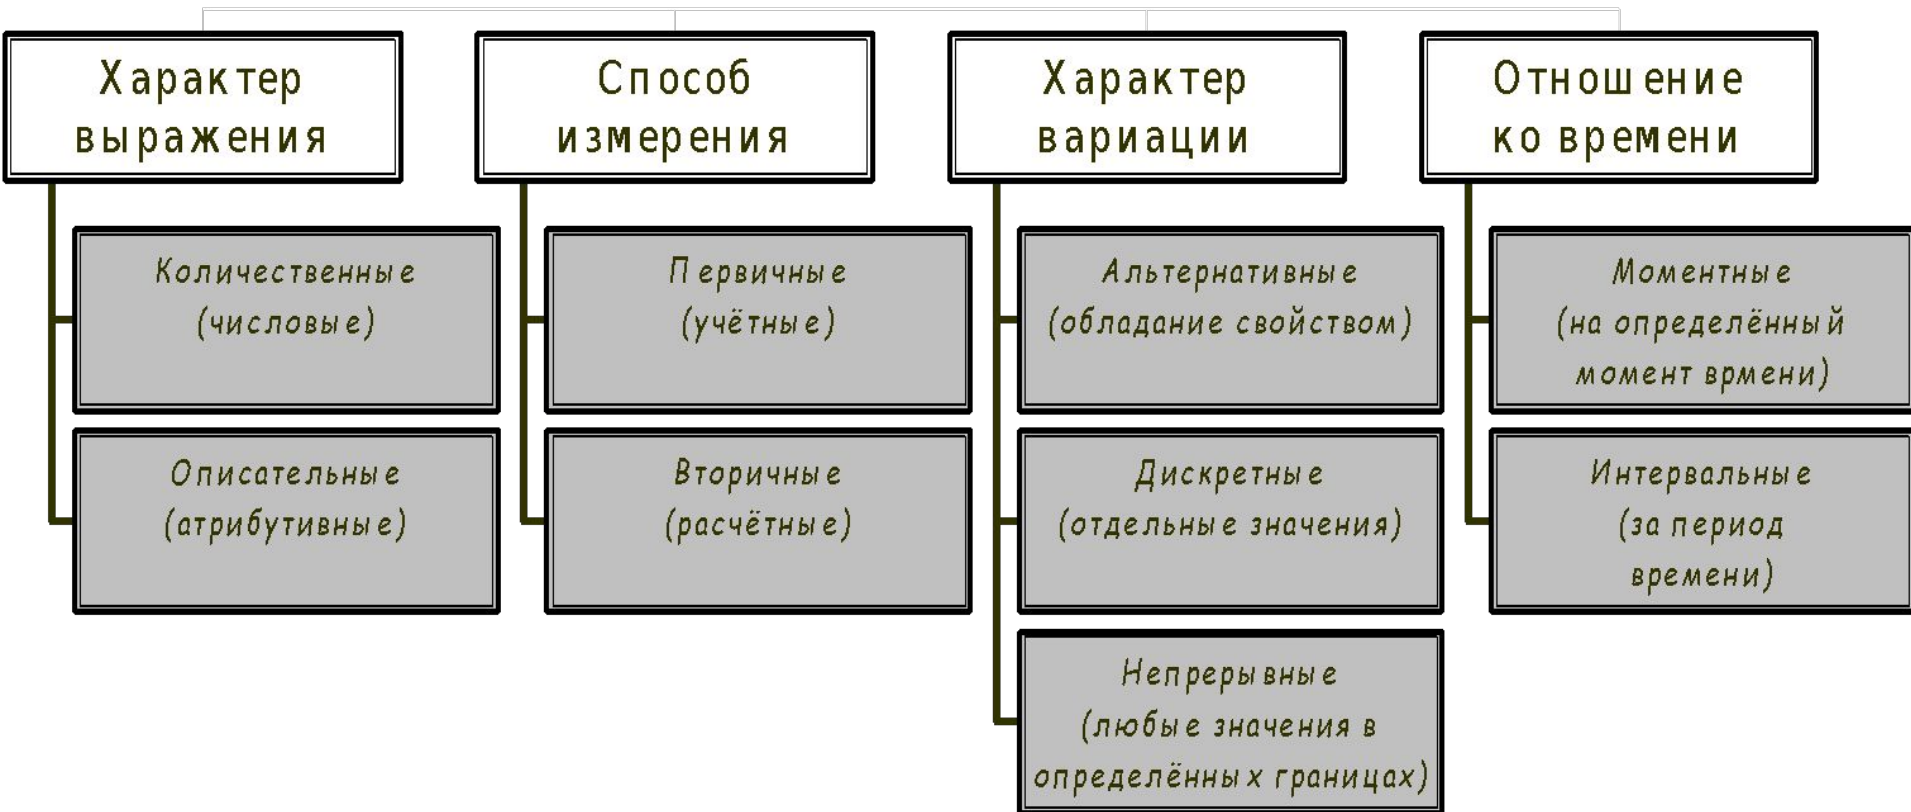 Характер
выражения
Количественные
(числовые)
Описательные
(атрибутивные)
Способ
измерения
Первичные
(учётные)
Вторичные
(расчётные)
Характер
вариации
Альтернативные
(обладание свойством)
Дискретные
(отдельные значения)
Непрерывные
(любые значения в
определённых границах)
Отношение
ко времени
Моментные
(на определённый
момент врмени)
Интервальные
(за период
времени)